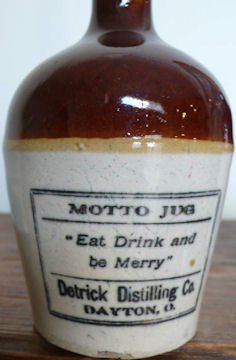 MOTTO JUG
"Eat Drink and
be Merry"
Detrick Distilling Co.
DAYTON, O.